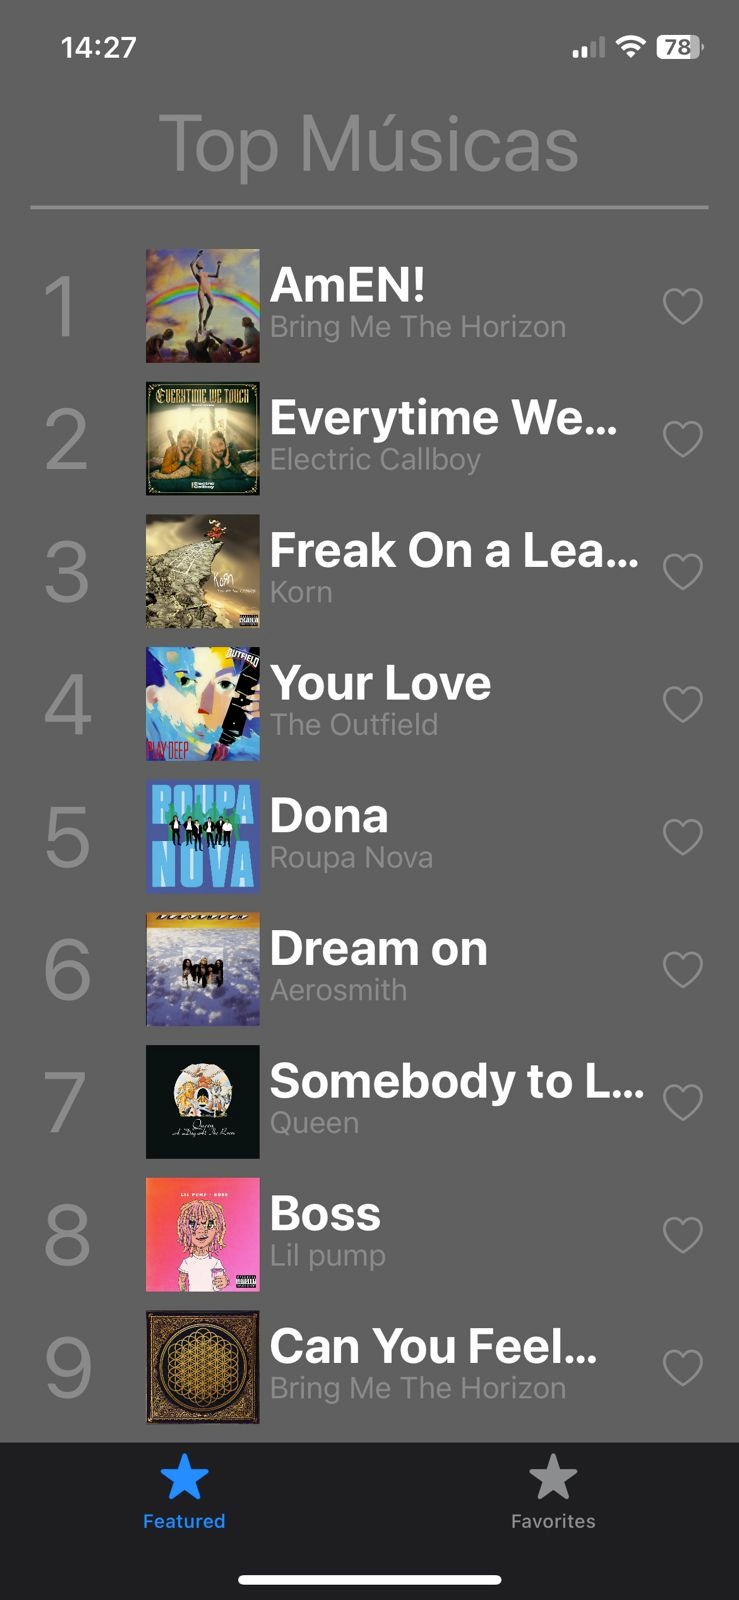 14:27
78
Top Músicas
1
AmEN!
Bring Me The Horizon
2
EVERYTIME WE TOUCH
Electric Callboy
Everytime We...
Electric Callboy
3
Korn
Freak On a Lea...
Korn
4
OUTFIELD
PLAY DEEP
Your Love
The Outfield
5
ROUPA
NOVA
Dona
Roupa Nova
6
AEROSMITH
Dream on
Aerosmith
7
Queen
A Day At The Races
Somebody to L...
Queen
8
LIL PUMP - BOSS
Boss
Lil pump
9
Can You Feel...
Bring Me The Horizon
Featured
Favorites